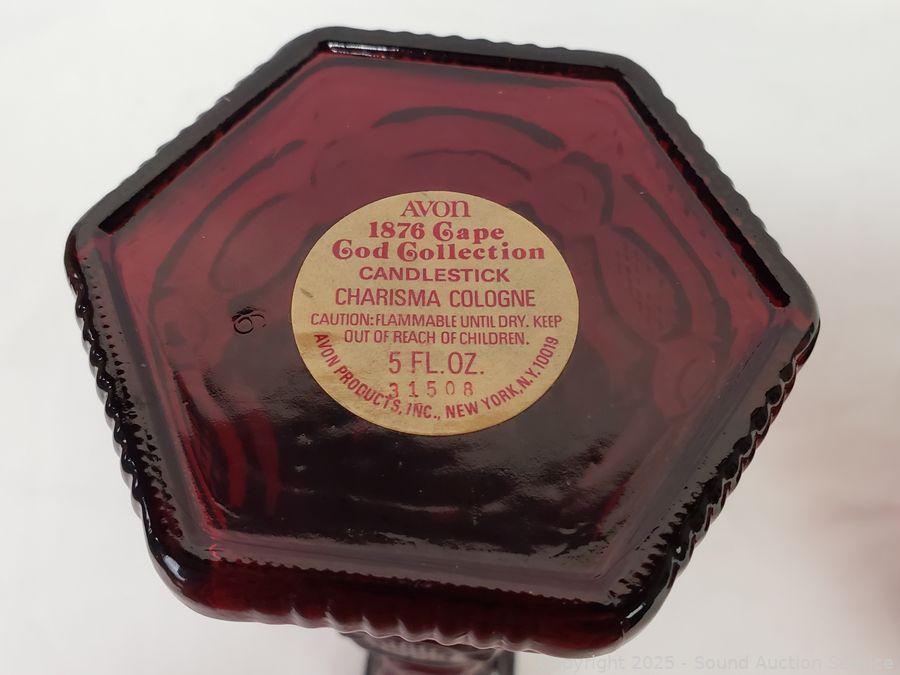 AVON
1876 Cape
Cod Collection
CANDLESTICK
CHARISMA COLOGNE
CAUTION: FLAMMABLE UNTIL DRY. KEEP
OUT OF REACH OF CHILDREN.
5 FL. OZ.
31508
AVON PRODUCTS, INC., NEW YORK, N.Y. 10019
6
Copyright 2025 - Sound Auction Service